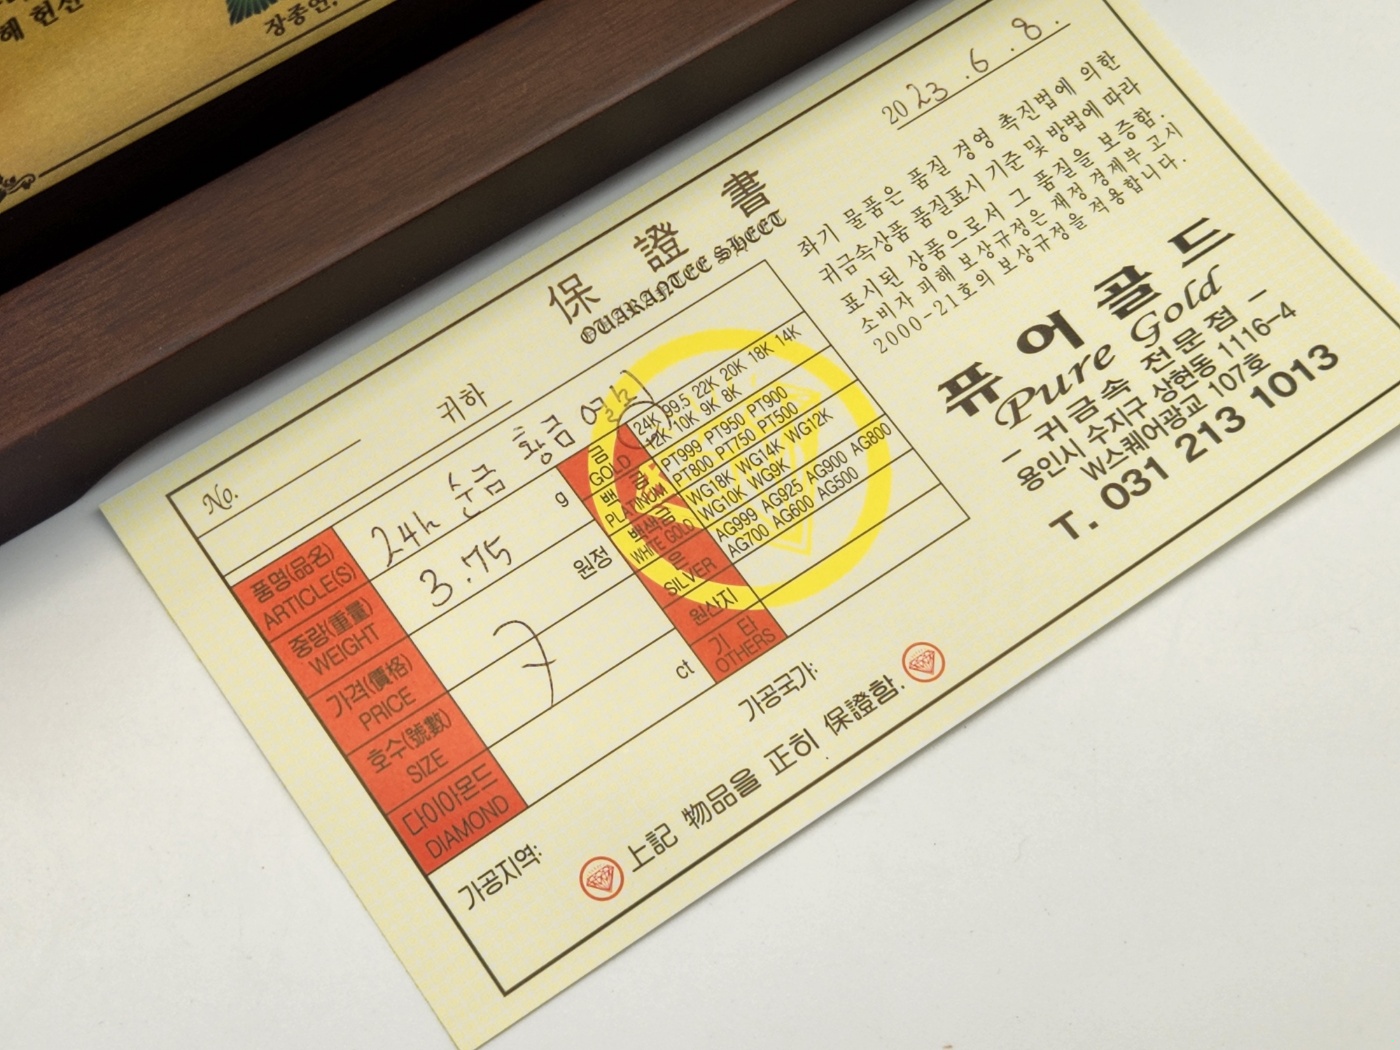 해 헌신
장중연,
2023.6.8.
좌기 물품은 품질 경영 촉진법에 의한
귀금속상품 품질표시 기준 및 방법에 따라
표시된 상품으로서 그 품질을 보증함.
소비자 피해 보상규정은 재정 경제부 고시
2000-21호의 보상규정을 적용합니다.
퓨어골드
Pure Gold
— 귀금속 전문점 —
용인시 수지구 상현동 1116-4
W스퀘어광교 107호
T. 031 213 1013
保證書
QUARANTEE SHEET
No.
귀하
품명(品名)
ARTICLE(S)
24k 순금 황금열쇠
중량(重量)
WEIGHT
3.75 g
가격(價格)
PRICE
원정
호수(號數)
SIZE
다이아몬드
DIAMOND
ct
금
GOLD
24K 99.5 22K 20K 18K 14K
12K 10K 9K 8K
백금
PLATINUM
PT999 PT950 PT900
PT800 PT750 PT500
백색금
WHITE GOLD
WG18K WG14K WG12K
WG10K WG9K
은
SILVER
AG999 AG925 AG900 AG800
AG700 AG600 AG500
원산지
기타
OTHERS
가공지역:
가공국가:
上記 物品을 正히 保證함.